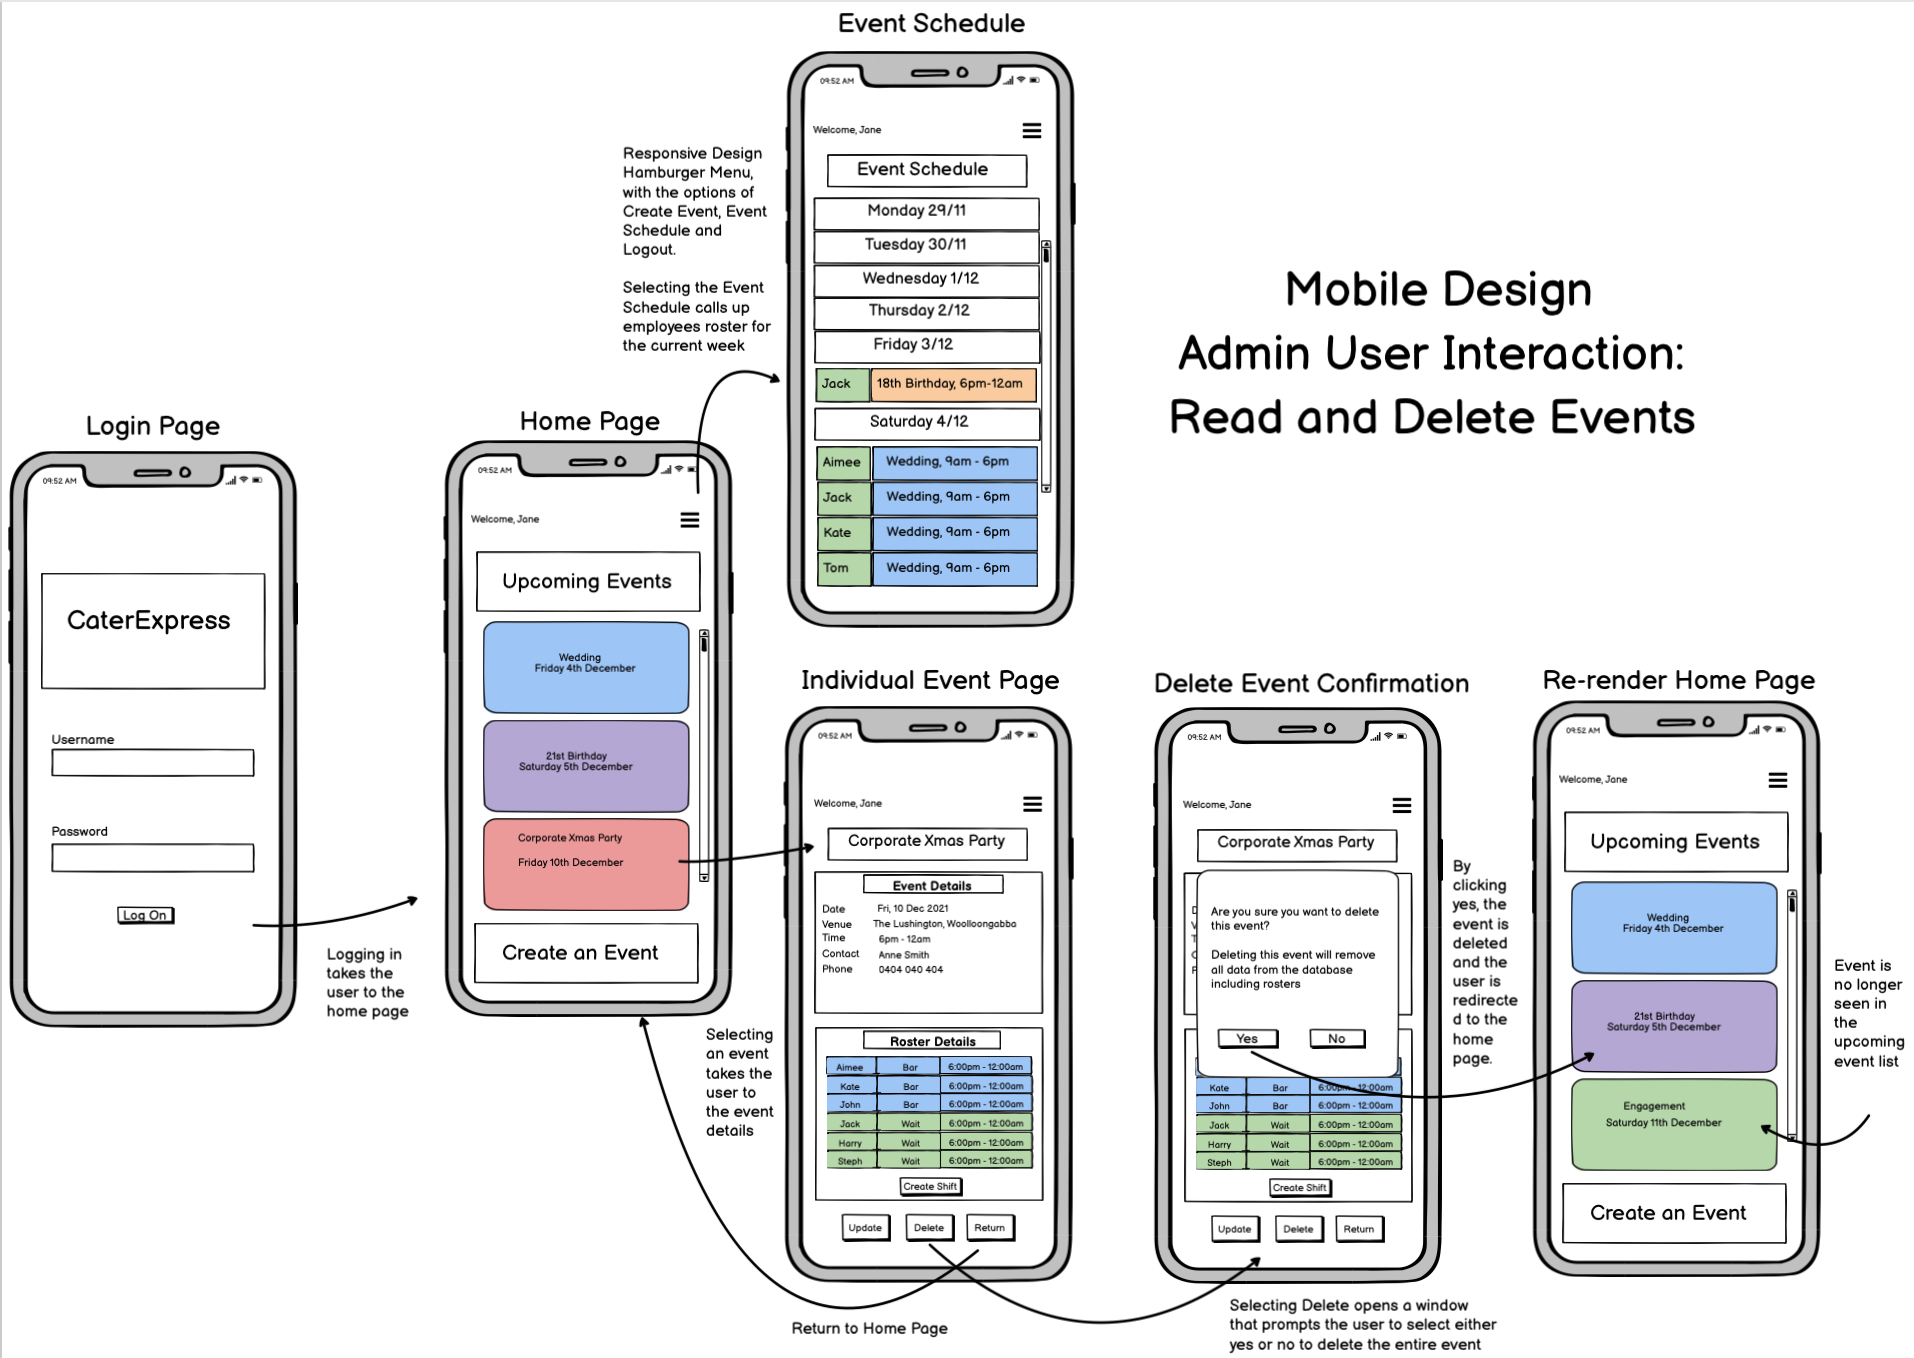 Event Schedule
09:52 AM
Welcome, Jane
Event Schedule
Monday 29/11
Tuesday 30/11
Wednesday 1/12
Thursday 2/12
Friday 3/12
Jack 18th Birthday, 6pm-12am
Saturday 4/12
Aimee Wedding, 9am - 6pm
Jack Wedding, 9am - 6pm
Kate Wedding, 9am - 6pm
Tom Wedding, 9am - 6pm
Responsive Design
Hamburger Menu,
with the options of
Create Event, Event
Schedule and
Logout.
Selecting the Event
Schedule calls up
employees roster for
the current week
Mobile Design
Admin User Interaction:
Read and Delete Events
Login Page
09:52 AM
CaterExpress
Username
Password
Log On
Logging in
takes the
user to the
home page
Home Page
09:52 AM
Welcome, Jane
Upcoming Events
Wedding
Friday 4th December
21st Birthday
Saturday 5th December
Corporate Xmas Party
Friday 10th December
Create an Event
Selecting
an event
takes the
user to
the event
details
Individual Event Page
09:52 AM
Welcome, Jane
Corporate Xmas Party
Event Details
Date Fri, 10 Dec 2021
Venue The Lushington, Woolloongabba
Time 6pm - 12am
Contact Anne Smith
Phone 0404 040 404
Roster Details
Aimee Bar 6:00pm - 12:00am
Kate Bar 6:00pm - 12:00am
John Bar 6:00pm - 12:00am
Jack Wait 6:00pm - 12:00am
Harry Wait 6:00pm - 12:00am
Steph Wait 6:00pm - 12:00am
Create Shift
Update Delete Return
Return to Home Page
Delete Event Confirmation
09:52 AM
Welcome, Jane
Corporate Xmas Party
Are you sure you want to delete
this event?
Deleting this event will remove
all data from the database
including rosters
Yes No
Kate Bar 6:00pm - 12:00am
John Bar 6:00pm - 12:00am
Jack Wait 6:00pm - 12:00am
Harry Wait 6:00pm - 12:00am
Steph Wait 6:00pm - 12:00am
Create Shift
Update Delete Return
Selecting Delete opens a window
that prompts the user to select either
yes or no to delete the entire event
By
clicking
yes, the
event is
deleted
and the
user is
redirecte
d to the
home
page.
Re-render Home Page
09:52 AM
Welcome, Jane
Upcoming Events
Wedding
Friday 4th December
21st Birthday
Saturday 5th December
Engagement
Saturday 11th December
Create an Event
Event is
no longer
seen in
the
upcoming
event list